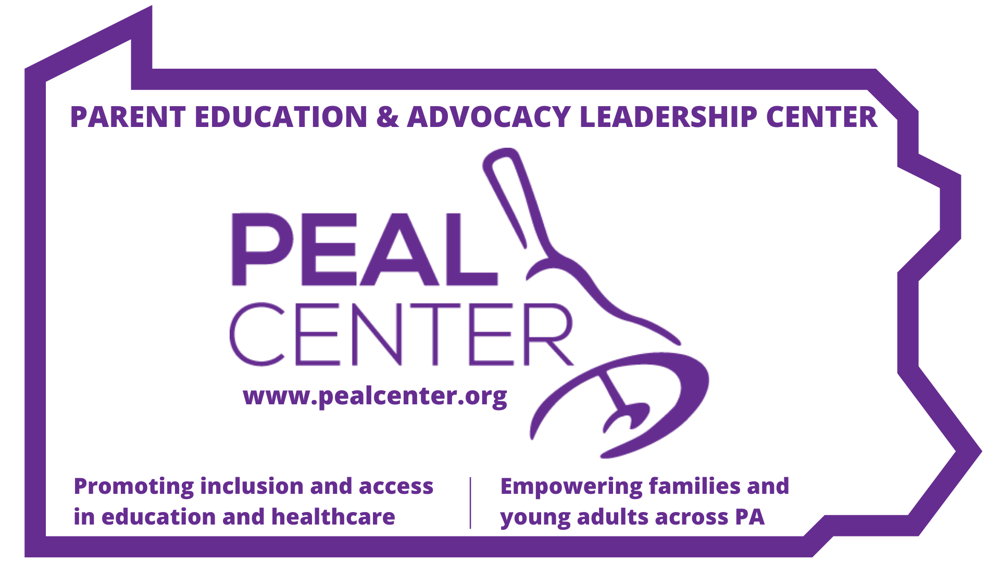 PARENT EDUCATION & ADVOCACY LEADERSHIP CENTER
PEAL
CENTER
www.pealcenter.org
Promoting inclusion and access
in education and healthcare
Empowering families and
young adults across PA